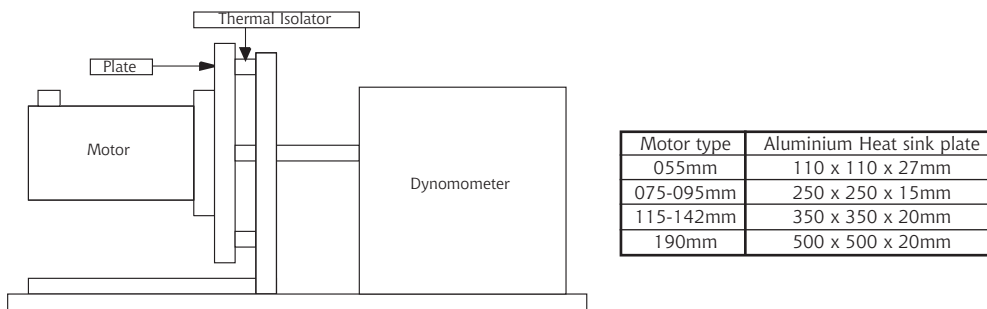 Thermal Isolator
Plate
Motor
Dynomometer
Motor type Aluminium Heat sink plate
055mm 110 x 110 x 27mm
075-095mm 250 x 250 x 15mm
115-142mm 350 x 350 x 20mm
190mm 500 x 500 x 20mm